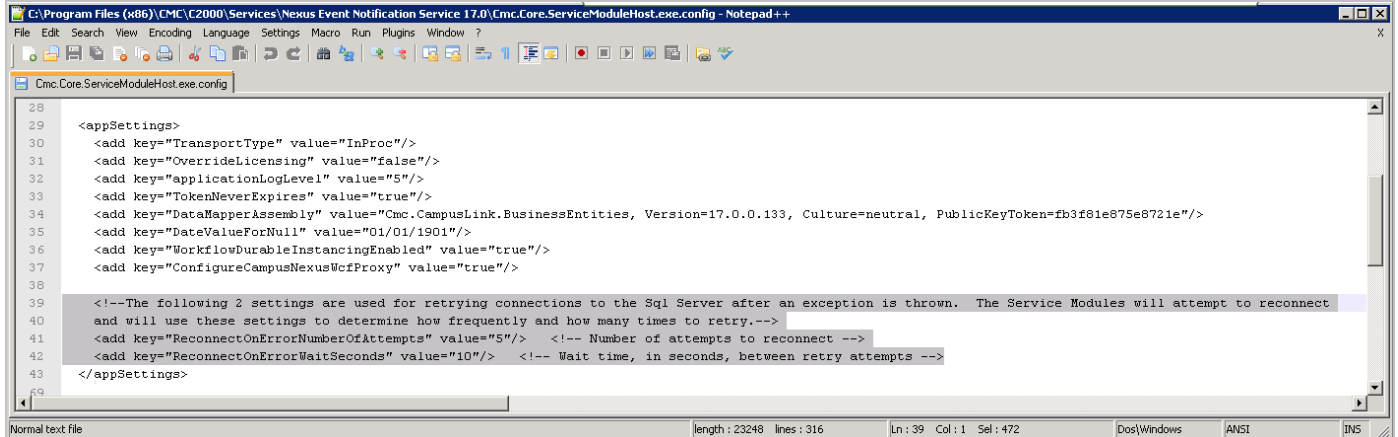 C:\Program Files (x86)\CMC\C2000\Services\Nexus Event Notification Service 17.0\Cmc.Core.ServiceModuleHost.exe.config - Notepad++
File Edit Search View Encoding Language Settings Macro Run Plugins Window ? X
Cmc.Core.ServiceModuleHost.exe.config
28
29 <appSettings>
30 <add key="TransportType" value="InProc"/>
31 <add key="OverrideLicensing" value="false"/>
32 <add key="applicationLogLevel" value="5"/>
33 <add key="TokenNeverExpires" value="true"/>
34 <add key="DataMapperAssembly" value="Cmc.CampusLink.BusinessEntities, Version=17.0.0.133, Culture=neutral, PublicKeyToken=fb3f81e875e8721e"/>
35 <add key="DateValueForNull" value="01/01/1901"/>
36 <add key="WorkflowDurableInstancingEnabled" value="true"/>
37 <add key="ConfigureCampusNexusWcfProxy" value="true"/>
38
39 <!--The following 2 settings are used for retrying connections to the Sql Server after an exception is thrown.  The Service Modules will attempt to reconnect
40 and will use these settings to determine how frequently and how many times to retry.-->
41 <add key="ReconnectOnErrorNumberOfAttempts" value="5"/> <!-- Number of attempts to reconnect -->
42 <add key="ReconnectOnErrorWaitSeconds" value="10"/> <!-- Wait time, in seconds, between retry attempts -->
43 </appSettings>
69
Normal text file length : 23248 lines : 316 Ln : 39 Col : 1 Sel : 472 Dos\Windows ANSI INS